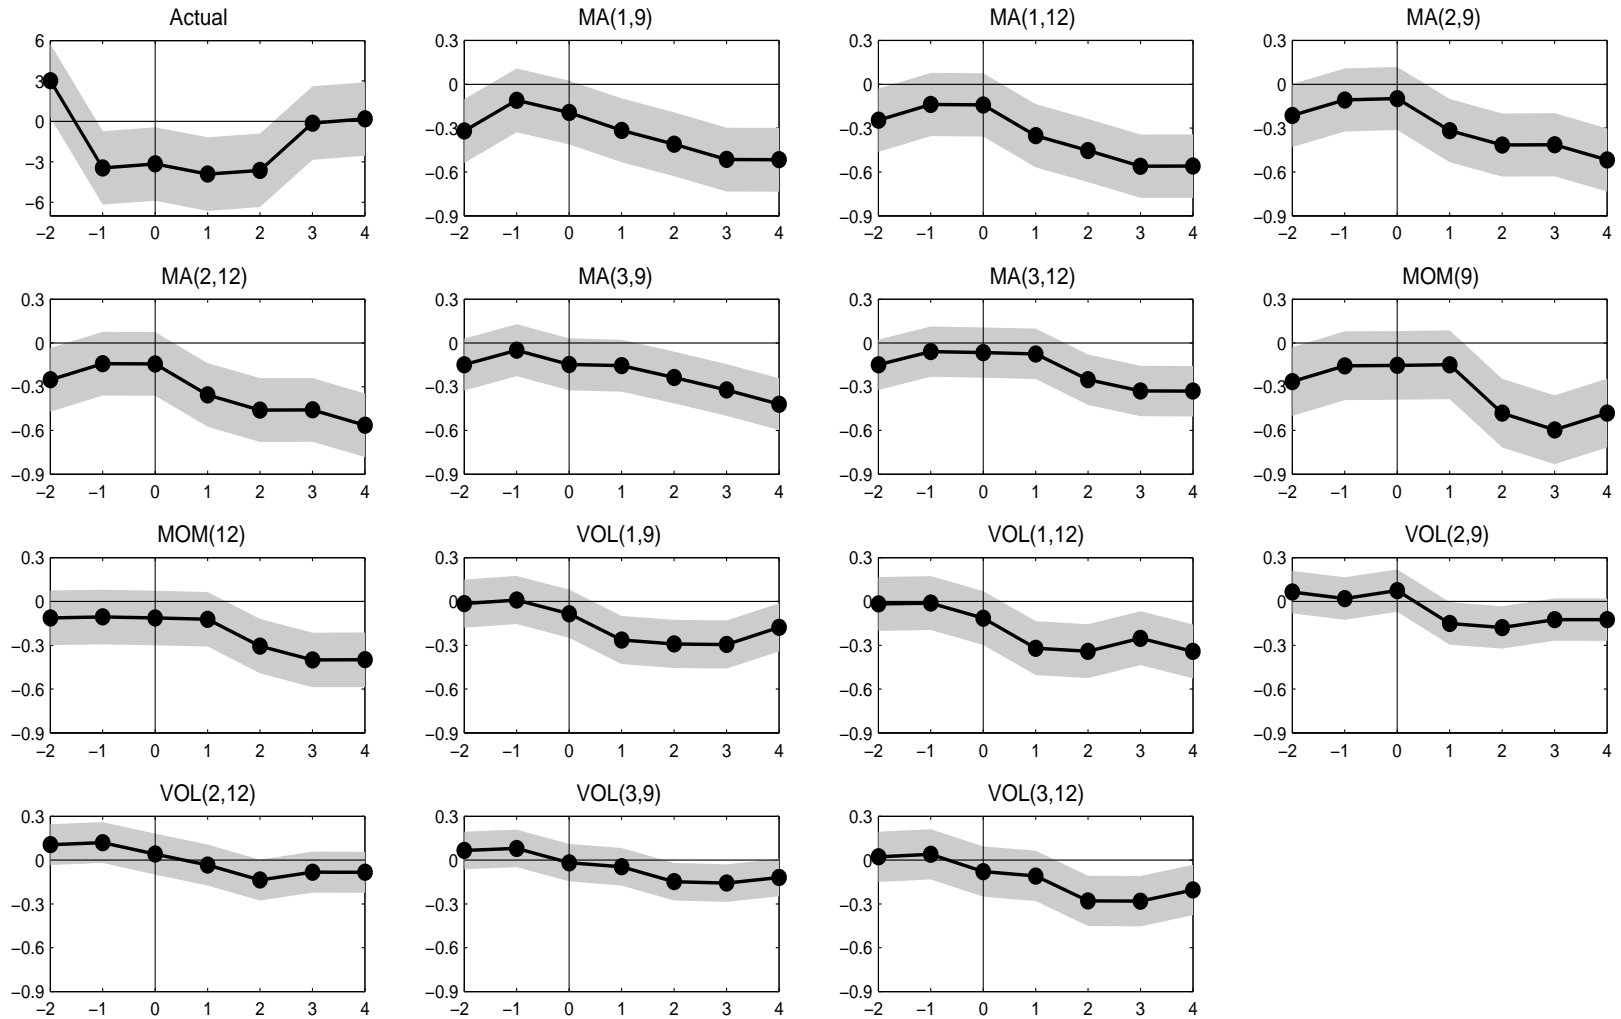 Actual MA(1,9) MA(1,12) MA(2,9)
6 0.3 0.3 0.3
3 0 0 0
0 −0.3 −0.3 −0.3
−3 −0.6 −0.6 −0.6
−6 −0.9 −0.9 −0.9
−2 −1 0 1 2 3 4 −2 −1 0 1 2 3 4 −2 −1 0 1 2 3 4 −2 −1 0 1 2 3 4
MA(2,12) MA(3,9) MA(3,12) MOM(9)
0.3 0.3 0.3 0.3
0 0 0 0
−0.3 −0.3 −0.3 −0.3
−0.6 −0.6 −0.6 −0.6
−0.9 −0.9 −0.9 −0.9
−2 −1 0 1 2 3 4 −2 −1 0 1 2 3 4 −2 −1 0 1 2 3 4 −2 −1 0 1 2 3 4
MOM(12) VOL(1,9) VOL(1,12) VOL(2,9)
0.3 0.3 0.3 0.3
0 0 0 0
−0.3 −0.3 −0.3 −0.3
−0.6 −0.6 −0.6 −0.6
−0.9 −0.9 −0.9 −0.9
−2 −1 0 1 2 3 4 −2 −1 0 1 2 3 4 −2 −1 0 1 2 3 4 −2 −1 0 1 2 3 4
VOL(2,12) VOL(3,9) VOL(3,12)
0.3 0.3 0.3
0 0 0
−0.3 −0.3 −0.3
−0.6 −0.6 −0.6
−0.9 −0.9 −0.9
−2 −1 0 1 2 3 4 −2 −1 0 1 2 3 4 −2 −1 0 1 2 3 4